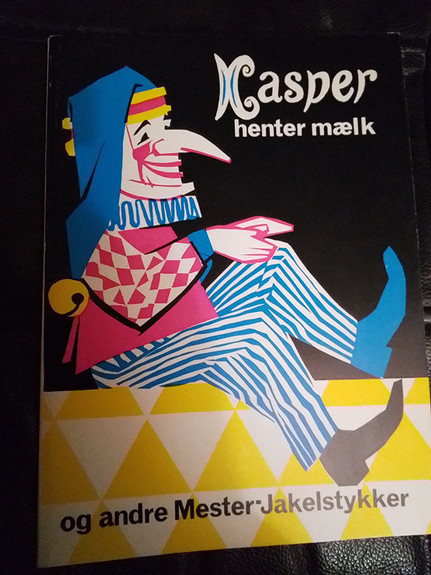 Kasper
henter mælk
og andre Mester-Jakelstykker